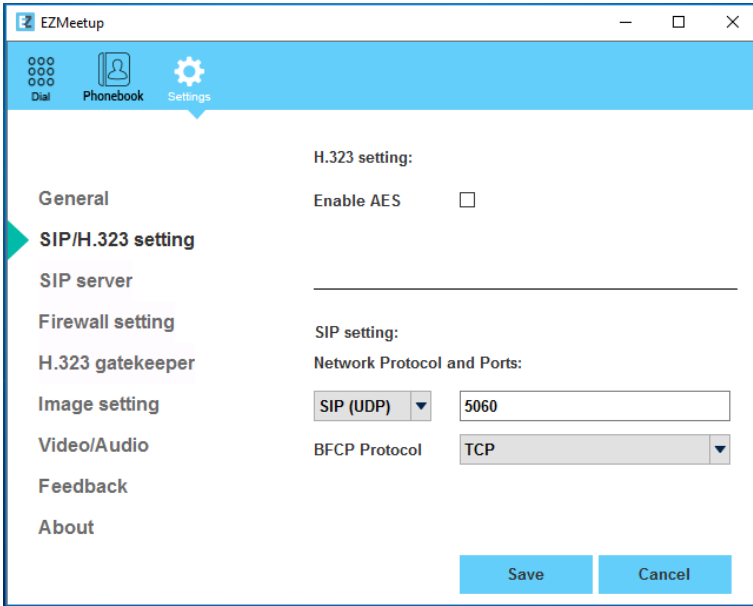 EZ EZMeetup
Dial Phonebook Settings
General
SIP/H.323 setting
SIP server
Firewall setting
H.323 gatekeeper
Image setting
Video/Audio
Feedback
About
H.323 setting:
Enable AES
SIP setting:
Network Protocol and Ports:
SIP (UDP) 5060
BFCP Protocol TCP
Save Cancel